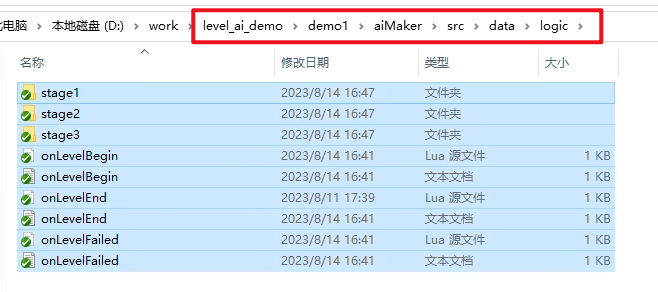 此电脑 › 本地磁盘 (D:) › work › level_ai_demo › demo1 › aiMaker › src › data › logic ›
名称 修改日期 类型 大小
stage1 2023/8/14 16:47 文件夹
stage2 2023/8/14 16:47 文件夹
stage3 2023/8/14 16:47 文件夹
onLevelBegin 2023/8/14 16:41 Lua 源文件 1 KB
onLevelBegin 2023/8/14 16:41 文本文档 1 KB
onLevelEnd 2023/8/11 17:39 Lua 源文件 1 KB
onLevelEnd 2023/8/14 16:41 文本文档 1 KB
onLevelFailed 2023/8/14 16:41 Lua 源文件 1 KB
onLevelFailed 2023/8/14 16:41 文本文档 1 KB